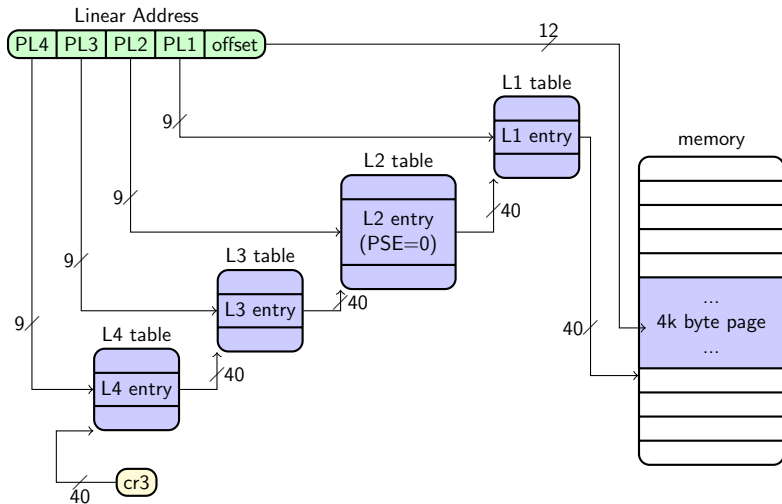 Linear Address
PL4 PL3 PL2 PL1 offset
12
L1 table
9
L1 entry
memory
L2 table
9
40
L2 entry
(PSE=0)
L3 table
9
40
L3 entry
...
4k byte page
...
9
40
L4 table
40
L4 entry
cr3
40